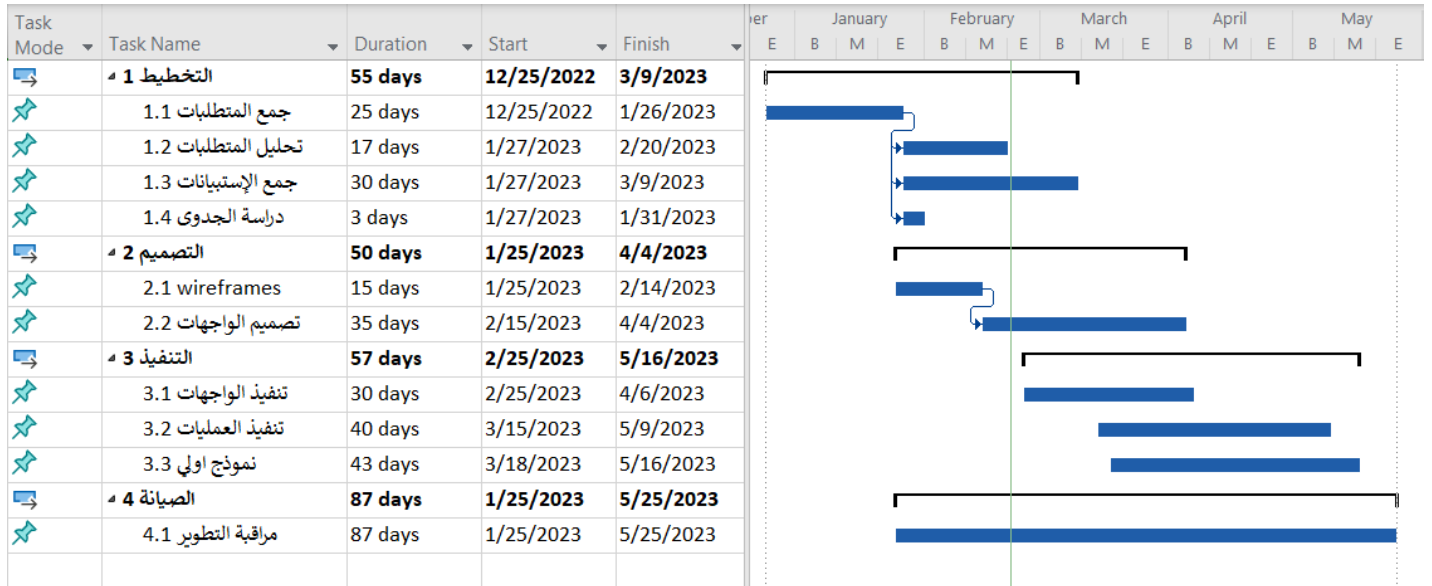 Task Mode Task Name Duration Start Finish
er January February March April May
E B M E B M E B M E B M E B M E
1 التخطيط 55 days 12/25/2022 3/9/2023
1.1 جمع المتطلبات 25 days 12/25/2022 1/26/2023
1.2 تحليل المتطلبات 17 days 1/27/2023 2/20/2023
1.3 جمع الإستبيانات 30 days 1/27/2023 3/9/2023
1.4 دراسة الجدوى 3 days 1/27/2023 1/31/2023
2 التصميم 50 days 1/25/2023 4/4/2023
2.1 wireframes 15 days 1/25/2023 2/14/2023
2.2 تصميم الواجهات 35 days 2/15/2023 4/4/2023
3 التنفيذ 57 days 2/25/2023 5/16/2023
3.1 تنفيذ الواجهات 30 days 2/25/2023 4/6/2023
3.2 تنفيذ العمليات 40 days 3/15/2023 5/9/2023
3.3 نموذج اولي 43 days 3/18/2023 5/16/2023
4 الصيانة 87 days 1/25/2023 5/25/2023
4.1 مراقبة التطوير 87 days 1/25/2023 5/25/2023